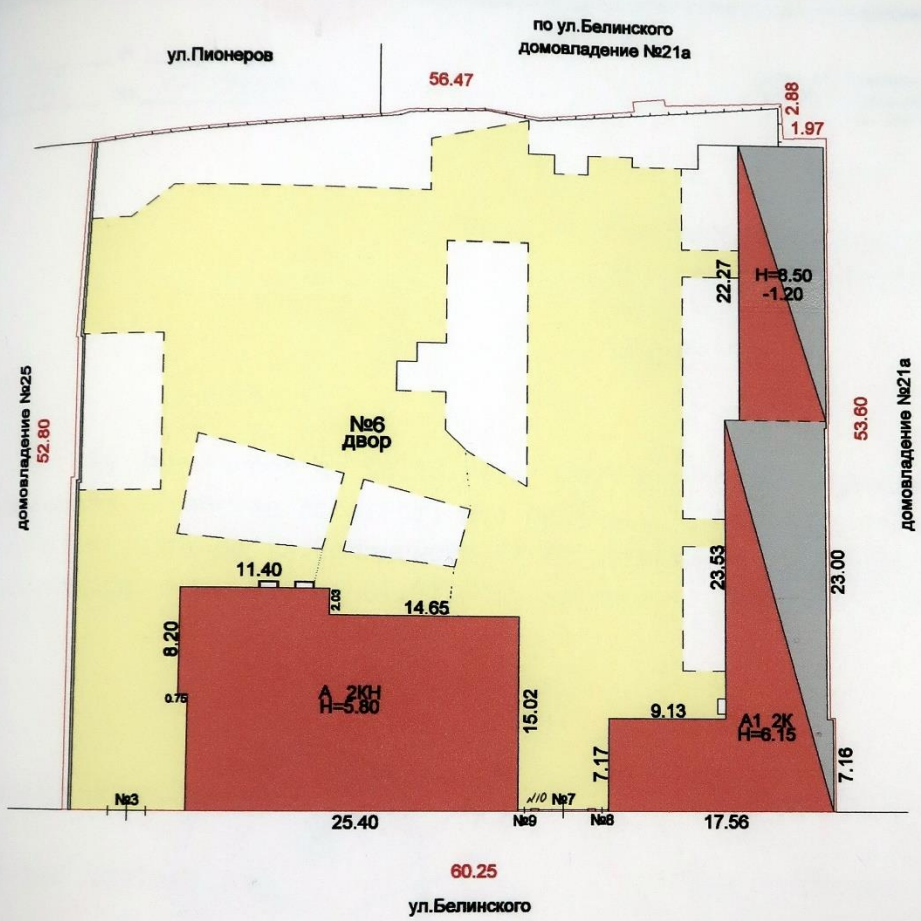 по ул.Белинского
домовладение №21а
ул.Пионеров
56.47
2.88
1.97
22.27
Н=8.50
-1.20
домовладение №25
52.80
№6
двор
53.60
домовладение №21а
11.40
2.03
14.65
23.53
23.00
8.20
0.75
А 2КН
Н=5.80
15.02
9.13
А1 2К
Н=6.15
7.17
7.16
№3
№10
№7
25.40
№9
№8
17.56
60.25
ул.Белинского